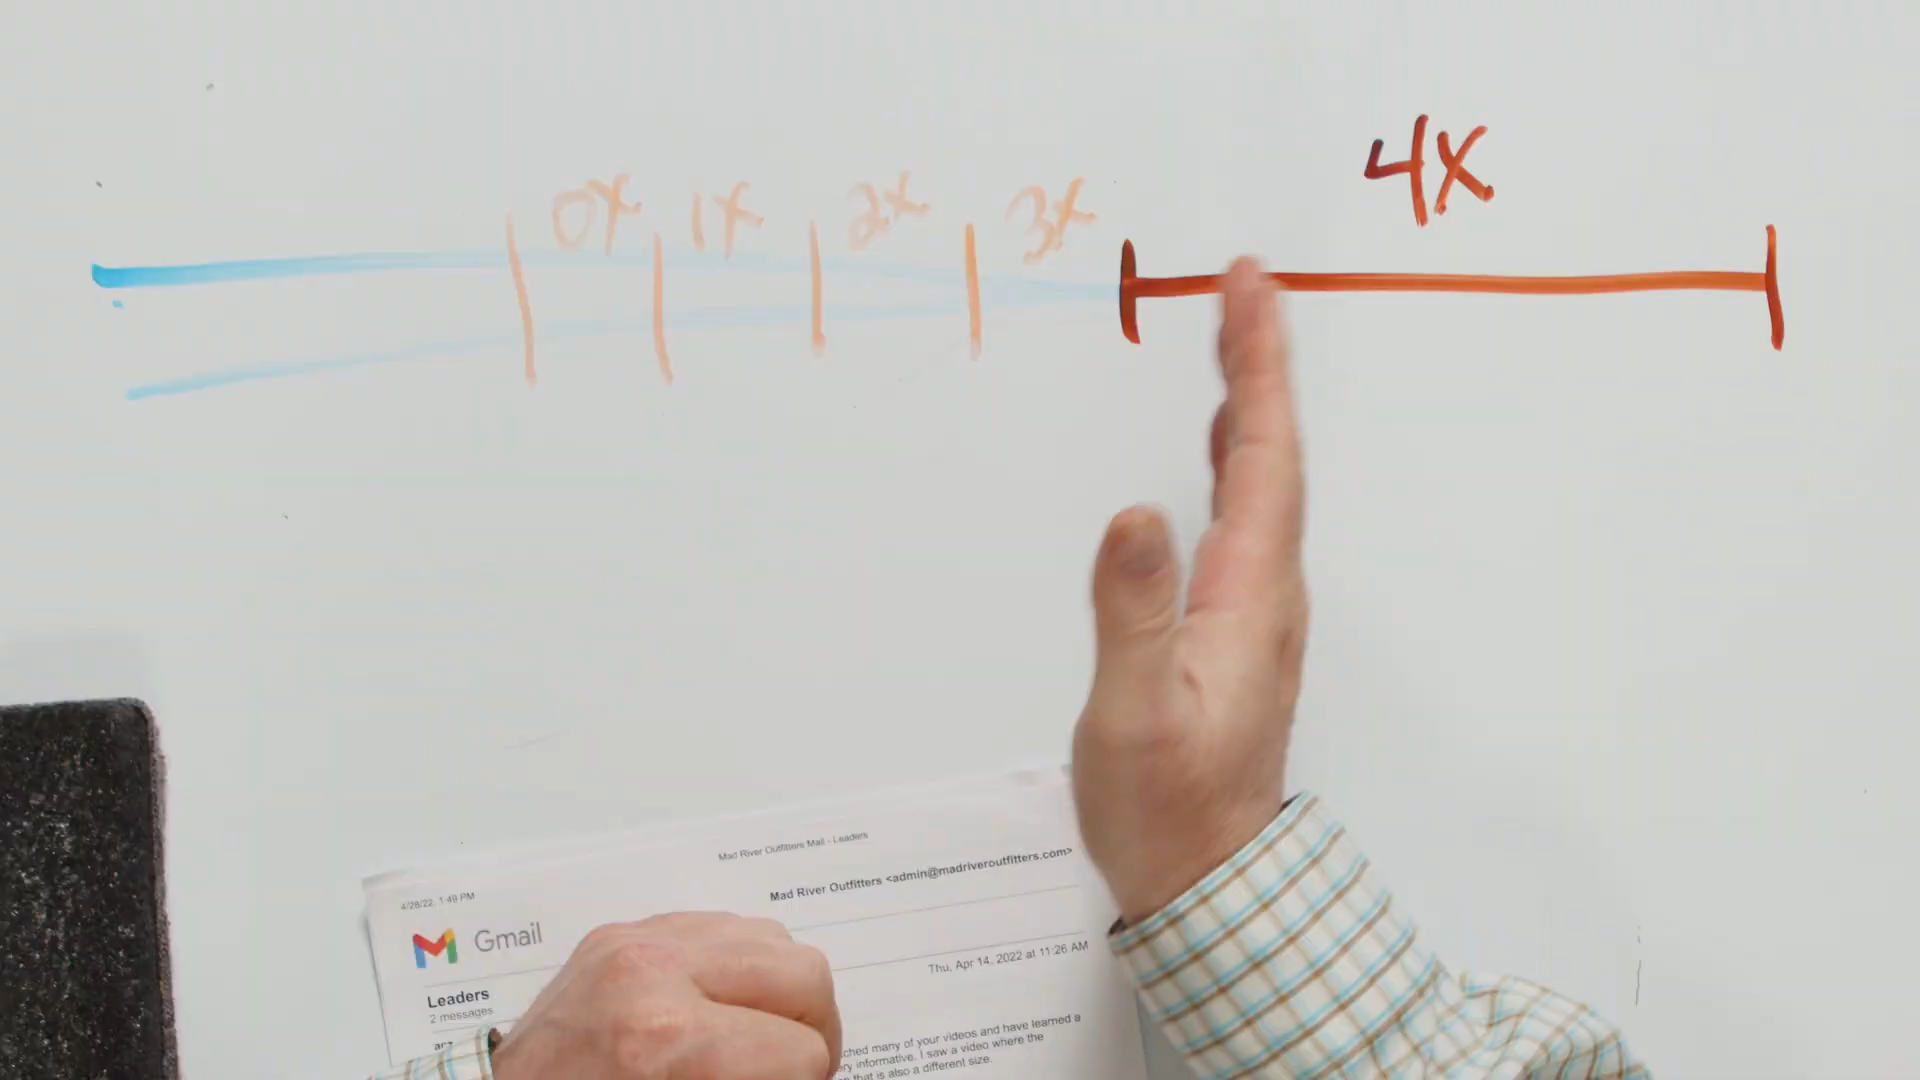 4X
0X 1X 2X 3X
Mad River Outfitters Mail - Leaders
4/28/22, 1:49 PM
Mad River Outfitters <admin@madriveroutfitters.com>
Gmail
Thu, Apr 14, 2022 at 11:26 AM
Leaders
2 messages
many of your videos and have learned a
informative. I saw a video where the
that is also a different size.